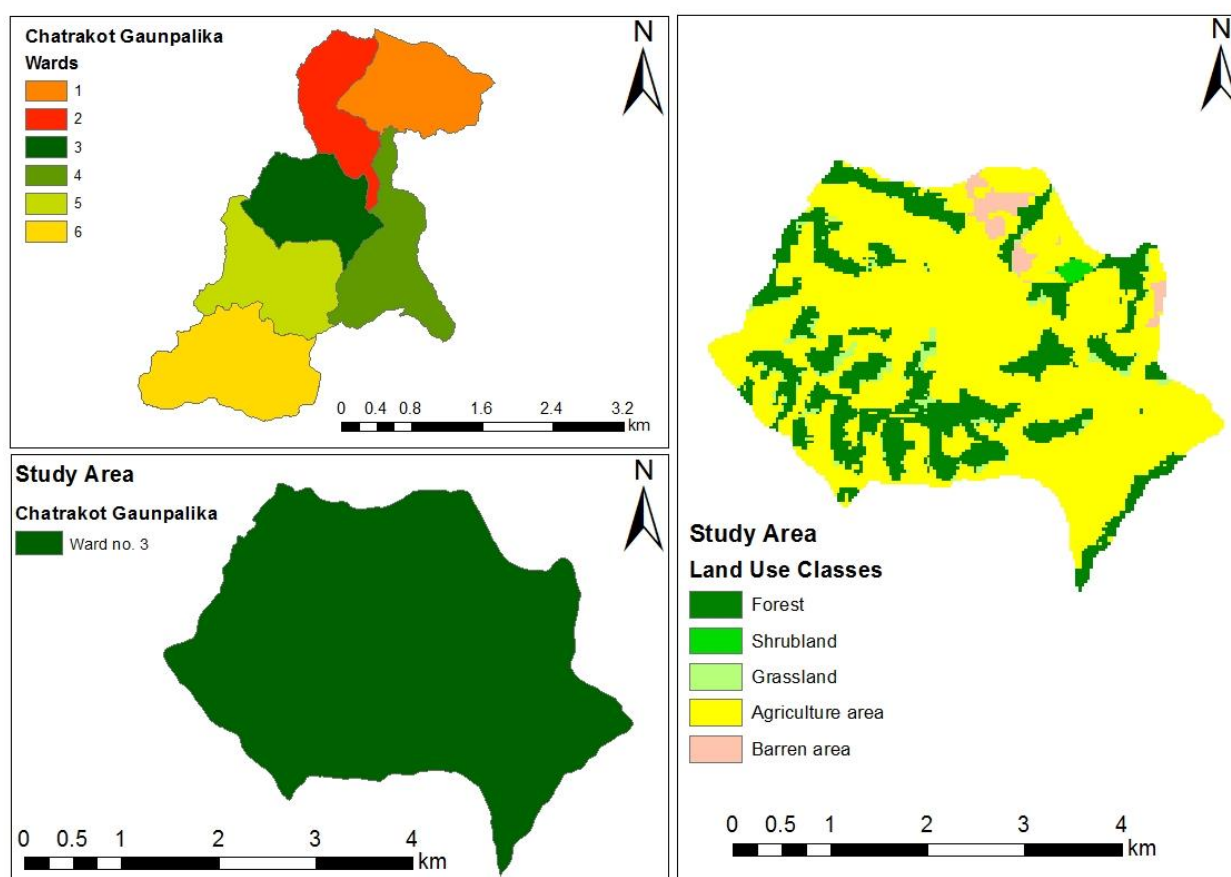 Chatrakot Gaunpalika
Wards
1
2
3
4
5
6
N
0 0.4 0.8 1.6 2.4 3.2
km
Study Area
Chatrakot Gaunpalika
Ward no. 3
N
0 0.5 1 2 3 4
km
N
Study Area
Land Use Classes
Forest
Shrubland
Grassland
Agriculture area
Barren area
0 0.5 1 2 3 4
km